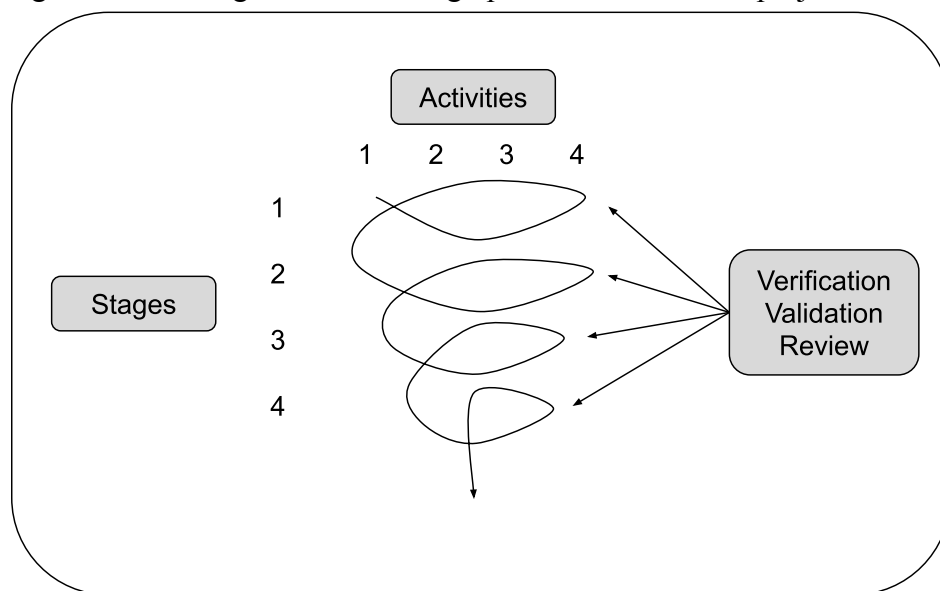 Activities
1 2 3 4
1
2
3
4
Stages
Verification
Validation
Review